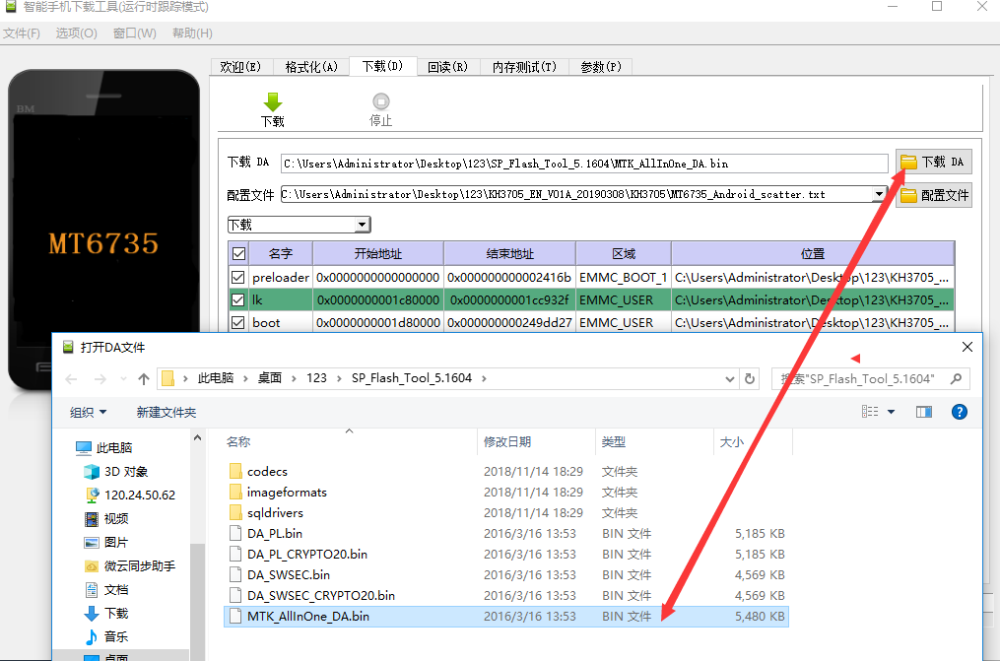 智能手机下载工具(运行时跟踪模式)
文件(F) 选项(O) 窗口(W) 帮助(H)
欢迎(E) 格式化(A) 下载(D) 回读(R) 内存测试(T) 参数(P)
BM
MT6735
下载 停止
下载 DA C:\Users\Administrator\Desktop\123\SP_Flash_Tool_5.1604\MTK_AllInOne_DA.bin 下载 DA
配置文件 C:\Users\Administrator\Desktop\123\KH3705_EN_V01A_20190308\KH3705\MT6735_Android_scatter.txt 配置文件
下载
名字 开始地址 结束地址 区域 位置
preloader 0x0000000000000000 0x000000000002416b EMMC_BOOT_1 C:\Users\Administrator\Desktop\123\KH3705_...
lk 0x0000000001c80000 0x0000000001cc932f EMMC_USER C:\Users\Administrator\Desktop\123\KH3705_...
boot 0x0000000001d80000 0x000000000249dd27 EMMC_USER C:\Users\Administrator\Desktop\123\KH3705_...
打开DA文件
此电脑 › 桌面 › 123 › SP_Flash_Tool_5.1604 › 搜索"SP_Flash_Tool_5.1604"
组织 新建文件夹
名称 修改日期 类型 大小
此电脑
3D 对象
120.24.50.62
视频
图片
微云同步助手
文档
下载
音乐
桌面
codecs 2018/11/14 18:29 文件夹
imageformats 2018/11/14 18:29 文件夹
sqldrivers 2018/11/14 18:29 文件夹
DA_PL.bin 2016/3/16 13:53 BIN 文件 5,185 KB
DA_PL_CRYPTO20.bin 2016/3/16 13:53 BIN 文件 5,185 KB
DA_SWSEC.bin 2016/3/16 13:53 BIN 文件 4,569 KB
DA_SWSEC_CRYPTO20.bin 2016/3/16 13:53 BIN 文件 4,569 KB
MTK_AllInOne_DA.bin 2016/3/16 13:53 BIN 文件 5,480 KB